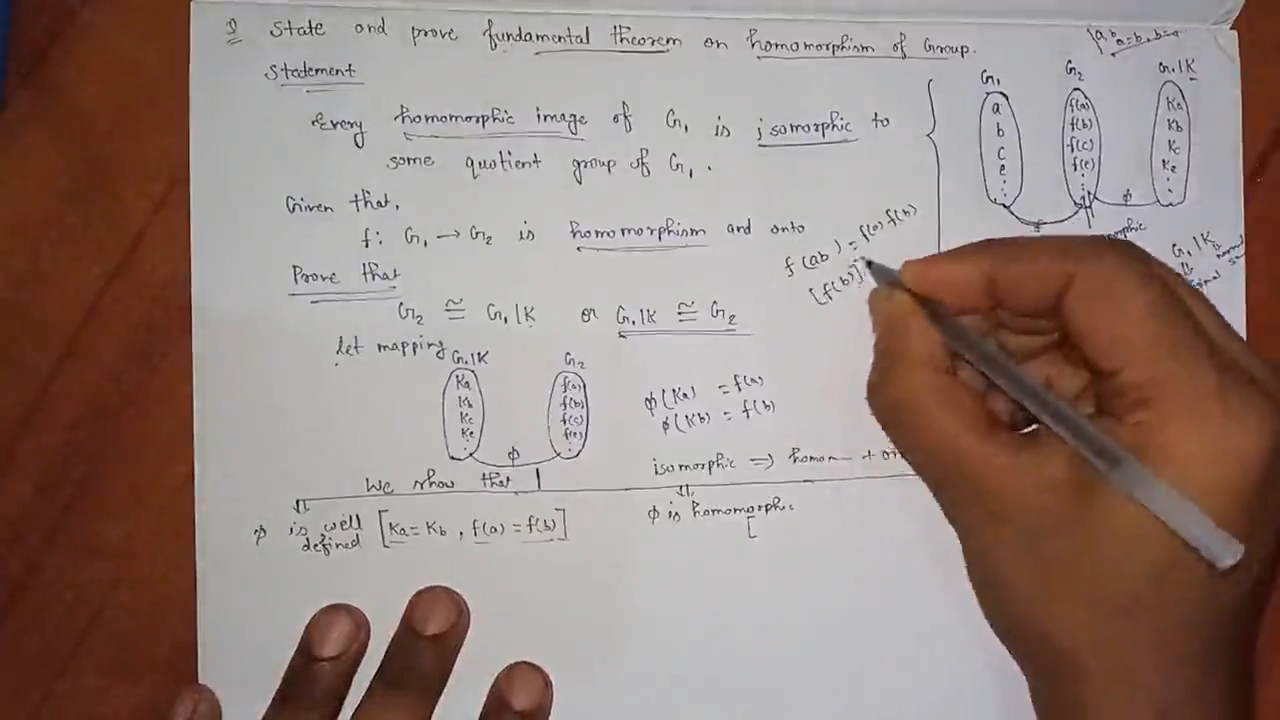 Q State and prove fundamental theorem on homomorphism of Group.
Statement
Every homomorphic image of G₁ is isomorphic to
some quotient group of G₁.
Given that,
f: G₁ → G₂ is homomorphism and onto
Prove that
G₂ ≅ G₁|K or G₁|K ≅ G₂
let mapping
G₁|K G₂
Ka f(a)
Kb f(b)
Kc f(c)
Ke f(e)
⋮ ⋮
φ
φ(Ka) = f(a)
φ(Kb) = f(b)
isomorphic ⇒ homom — +
We show that
φ is well defined [Ka = Kb, f(a) = f(b)]
φ is homomorphic
[
f(ab) = f(a) f(b)
[f(b)]
a=b, b=a
G₁ G₂ G₁|K
a f(a) Ka
b f(b) Kb
c f(c) Kc
e f(e) Ke
⋮ ⋮ ⋮
f φ
G₁|K